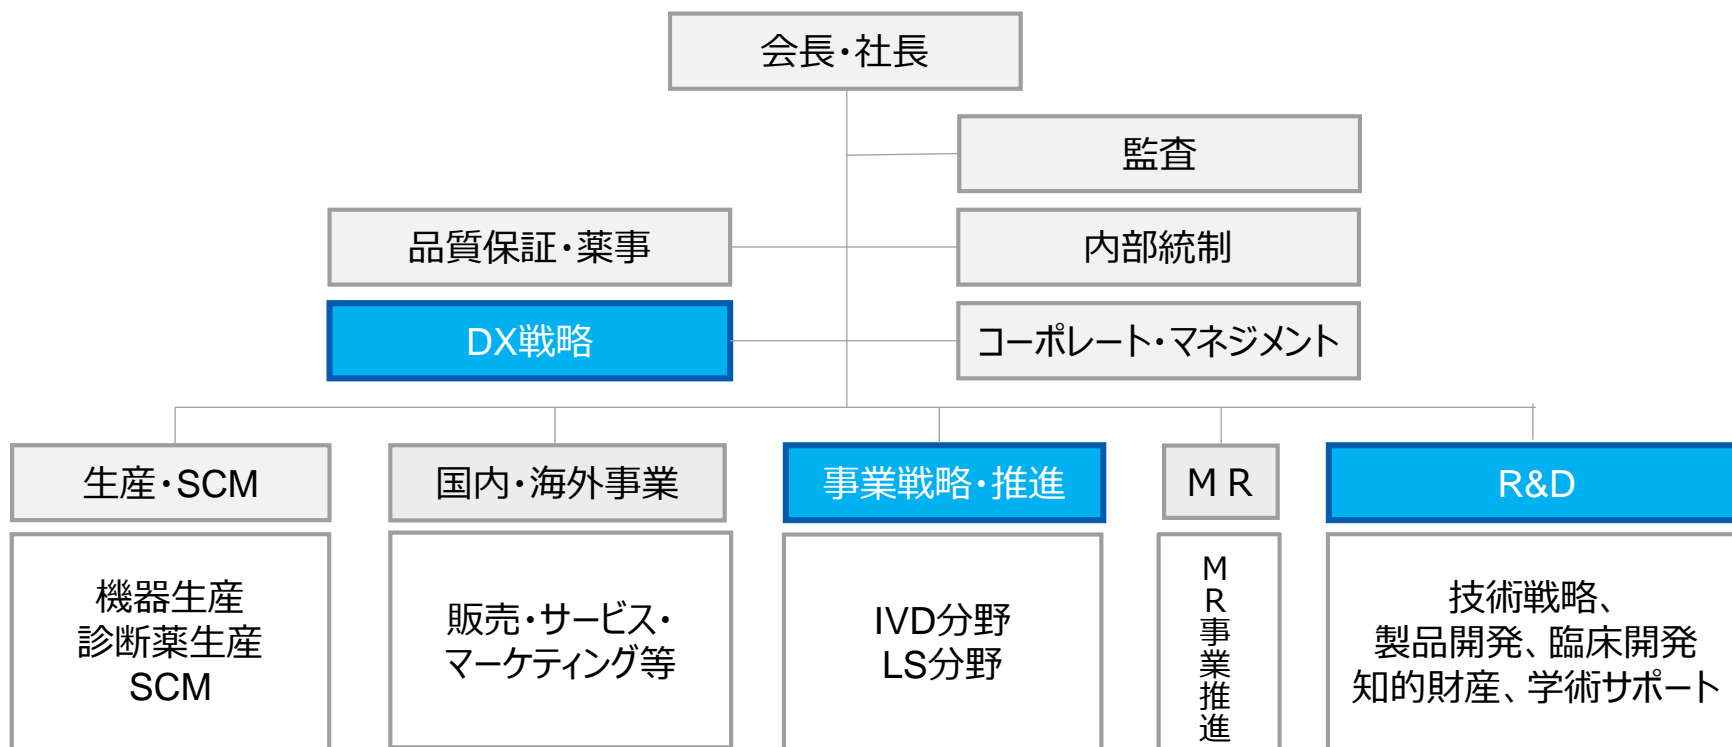 会長・社長
監査
品質保証・薬事
内部統制
DX戦略
コーポレート・マネジメント
生産・SCM
国内・海外事業
事業戦略・推進
ＭＲ
R&D
機器生産
診断薬生産
SCM
販売・サービス・
マーケティング等
IVD分野
LS分野
ＭＲ事業推進
技術戦略、
製品開発、臨床開発
知的財産、学術サポート